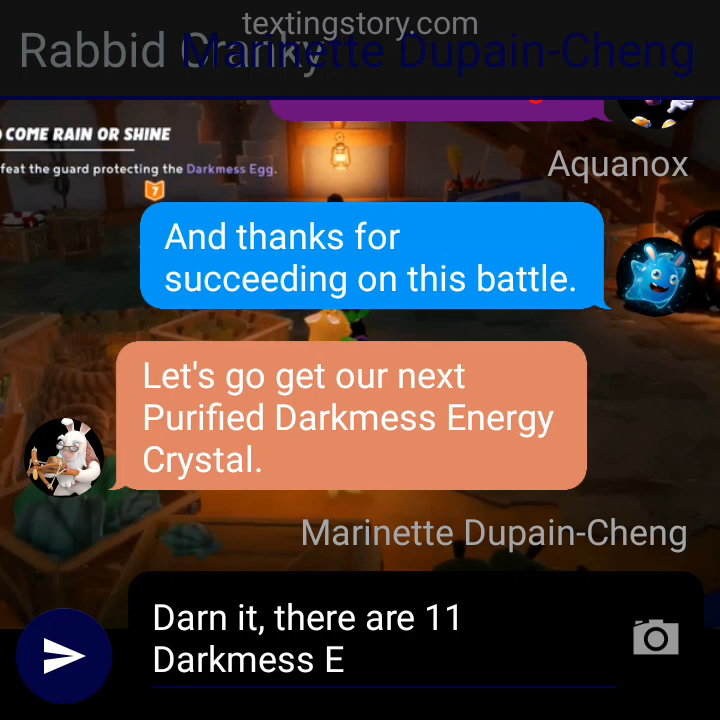 textingstory.com
Rabbid Cranky
Marinette Dupain-Cheng
COME RAIN OR SHINE
feat the guard protecting the Darkmess Egg.
7
Aquanox
And thanks for
succeeding on this battle.
Let's go get our next
Purified Darkmess Energy
Crystal.
Marinette Dupain-Cheng
Darn it, there are 11
Darkmess E